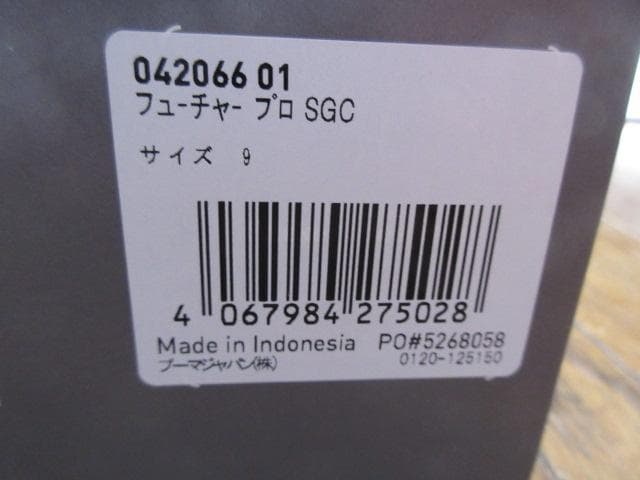 042066 01
フューチャー プロ SGC
サイズ 9
4 067984 275028
Made in Indonesia PO#5268058
プーマジャパン(株) 0120-125150